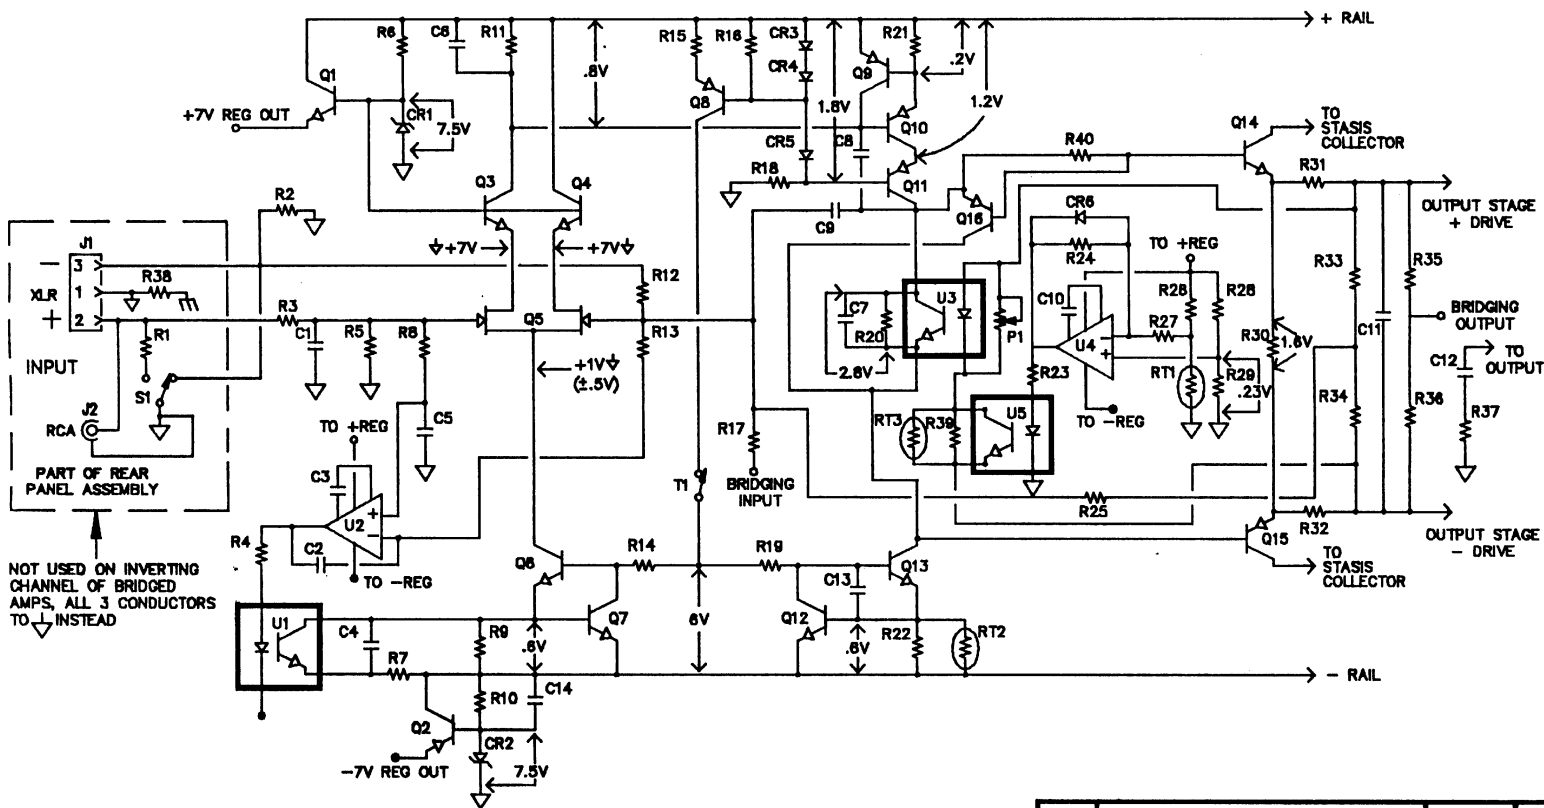 + RAIL
R6
C6
R11
R15
R16
CR3
R21
.2V
Q1
.8V
CR4
Q9
Q8
1.2V
+7V REG OUT
CR1
7.5V
1.8V
Q10
Q14
TO
STASIS
COLLECTOR
R40
C8
CR5
R18
Q11
R31
R2
Q3
Q4
C9
Q16
CR6
OUTPUT STAGE
+ DRIVE
J1
+7V
+7V
R24
TO +REG
- 3
R38
XLR 1
+ 2
R12
R33
R35
U3
C10
R28
R28
C7
R3
Q5
R20
P1
BRIDGING
OUTPUT
R1
C1
R5
R8
R13
U4
R27
R30
1.6V
C11
INPUT
2.6V
TO
OUTPUT
C12
+1V
(±.5V)
R23
RT1
R29
.23V
S1
R34
R36
J2
RCA
C5
TO -REG
R37
TO +REG
RT3
R39
U5
R17
PART OF REAR
PANEL ASSEMBLY
C3
T1
BRIDGING
INPUT
R25
U2
R4
C2
R32
OUTPUT STAGE
- DRIVE
Q15
TO -REG
Q6
R14
R19
Q13
TO
STASIS
COLLECTOR
NOT USED ON INVERTING
CHANNEL OF BRIDGED
AMPS, ALL 3 CONDUCTORS
TO INSTEAD
C13
U1
C4
R9
.6V
Q7
6V
Q12
.6V
R22
RT2
R7
- RAIL
R10
C14
Q2
CR2
7.5V
-7V REG OUT